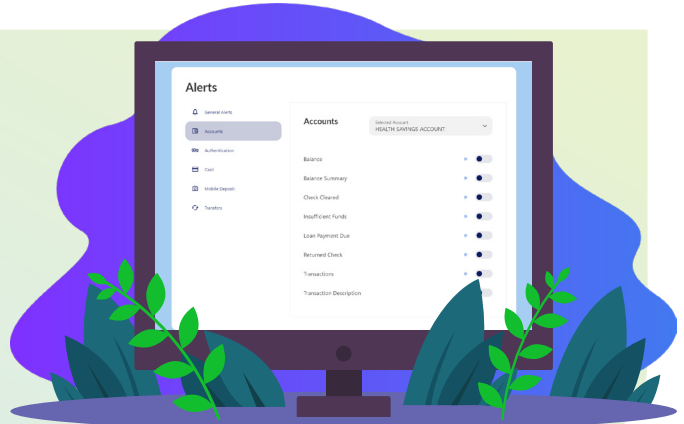 Alerts
General Alerts
Accounts
Authentication
Card
Mobile Deposit
Transfers
Accounts
Selected Account
HEALTH SAVINGS ACCOUNT
Balance
Balance Summary
Check Cleared
Insufficient Funds
Loan Payment Due
Returned Check
Transactions
Transaction Description